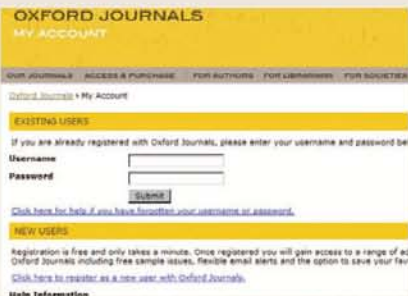 OXFORD JOURNALS
MY ACCOUNT
OUR JOURNALS ACCESS & PURCHASE FOR AUTHORS FOR LIBRARIANS FOR SOCIETIES
Oxford Journals > My Account
EXISTING USERS
If you are already registered with Oxford Journals, please enter your username and password bel
Username
Password
Submit
Click here for help if you have forgotten your username or password.
NEW USERS
Registration is free and only takes a minute. Once registered you will gain access to a range of ad
Oxford Journals including free sample issues, flexible email alerts and the option to save your fav
Click here to register as a new user with Oxford Journals.
Help Information